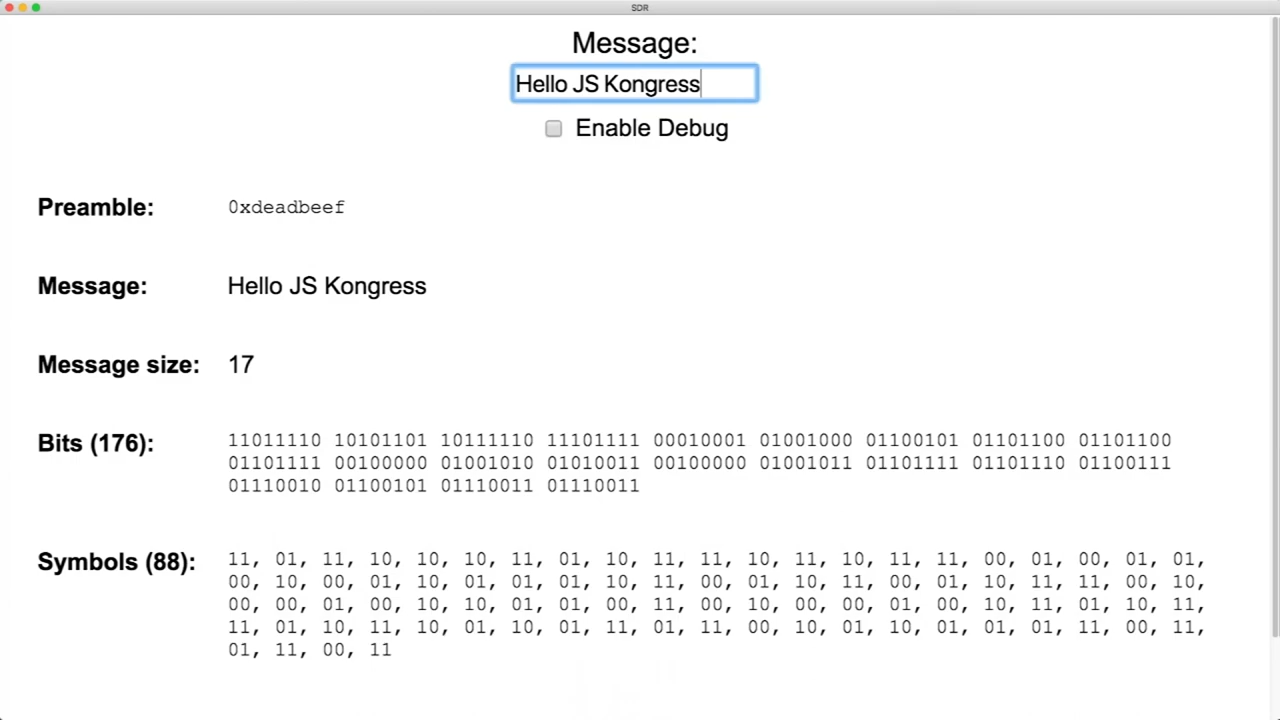 SDR
Message:
Hello JS Kongress
Enable Debug
Preamble: 0xdeadbeef
Message: Hello JS Kongress
Message size: 17
Bits (176): 11011110 10101101 10111110 11101111 00010001 01001000 01100101 01101100 01101100
01101111 00100000 01001010 01010011 00100000 01001011 01101111 01101110 01100111
01110010 01100101 01110011 01110011
Symbols (88): 11, 01, 11, 10, 10, 10, 11, 01, 10, 11, 11, 10, 11, 10, 11, 11, 00, 01, 00, 01, 01,
00, 10, 00, 01, 10, 01, 01, 01, 10, 11, 00, 01, 10, 11, 00, 01, 10, 11, 11, 00, 10,
00, 00, 01, 00, 10, 10, 01, 01, 00, 11, 00, 10, 00, 00, 01, 00, 10, 11, 01, 10, 11,
11, 01, 10, 11, 10, 01, 10, 01, 11, 01, 11, 00, 10, 01, 10, 01, 01, 01, 11, 00, 11,
01, 11, 00, 11